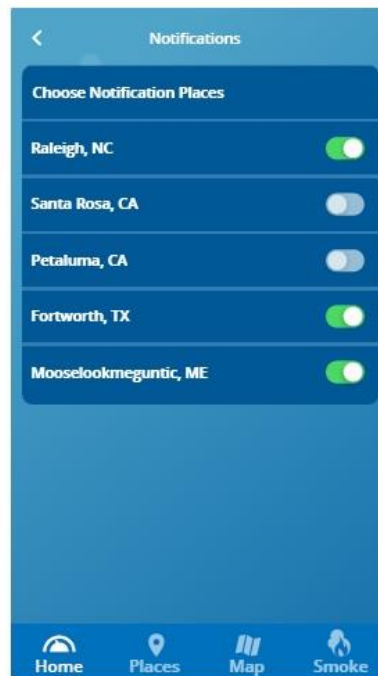 Notifications
Choose Notification Places
Raleigh, NC
Santa Rosa, CA
Petaluma, CA
Fortworth, TX
Mooselookmeguntic, ME
Home Places Map Smoke